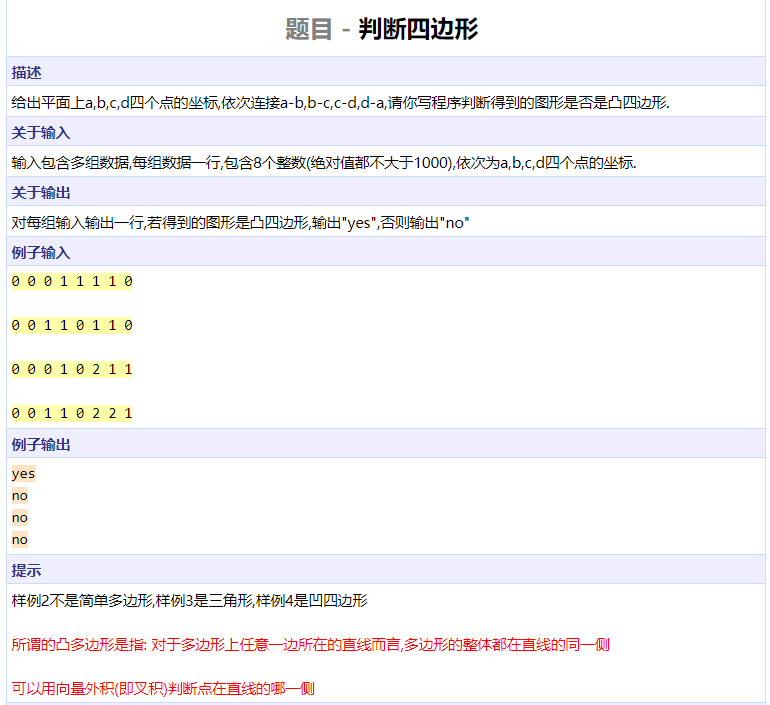 题目 - 判断四边形
描述
给出平面上a,b,c,d四个点的坐标,依次连接a-b,b-c,c-d,d-a,请你写程序判断得到的图形是否是凸四边形.
关于输入
输入包含多组数据,每组数据一行,包含8个整数(绝对值都不大于1000),依次为a,b,c,d四个点的坐标.
关于输出
对每组输入输出一行,若得到的图形是凸四边形,输出"yes",否则输出"no"
例子输入
0 0 0 1 1 1 1 0
0 0 1 1 0 1 1 0
0 0 0 1 0 2 1 1
0 0 1 1 0 2 2 1
例子输出
yes
no
no
no
提示
样例2不是简单多边形,样例3是三角形,样例4是凹四边形
所谓的凸多边形是指: 对于多边形上任意一边所在的直线而言,多边形的整体都在直线的同一侧
可以用向量外积(即叉积)判断点在直线的哪一侧